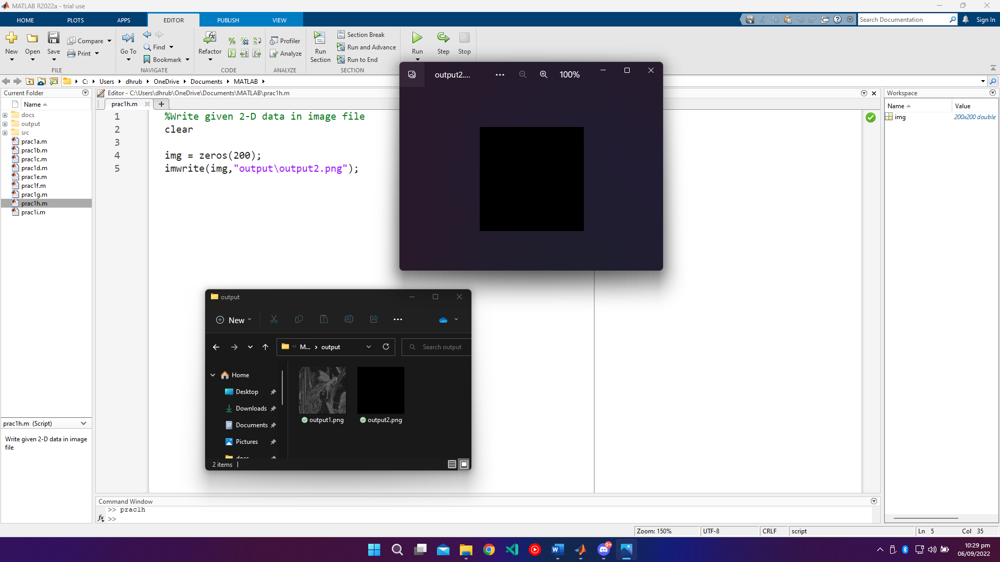 MATLAB R2022a - trial use
HOME PLOTS APPS EDITOR PUBLISH VIEW
Search Documentation
Sign In
New
Open
Save
Compare
Print
FILE
Go To
Find
Bookmark
NAVIGATE
Refactor
CODE
Profiler
Analyze
ANALYZE
Run Section
Section Break
Run and Advance
Run to End
SECTION
Run
Step
Stop
C: Users dhrub OneDrive Documents MATLAB
Current Folder
Name
docs
output
src
prac1a.m
prac1b.m
prac1c.m
prac1d.m
prac1e.m
prac1f.m
prac1g.m
prac1h.m
prac1i.m
prac1h.m (Script)
Write given 2-D data in image
file
Editor - C:\Users\dhrub\OneDrive\Documents\MATLAB\prac1h.m
prac1h.m
1 %Write given 2-D data in image file
2 clear
3
4 img = zeros(200);
5 imwrite(img,"output\output2.png");
output2....
100%
output
New
M... output
Search output
Home
Desktop
Downloads
Documents
Pictures
docs
output1.png
output2.png
2 items
Workspace
Name Value
img 200x200 double
Command Window
>> prac1h
fx >>
Zoom: 150%
UTF-8
CRLF
script
Ln 5 Col 35
9+
10:29 pm
06/09/2022